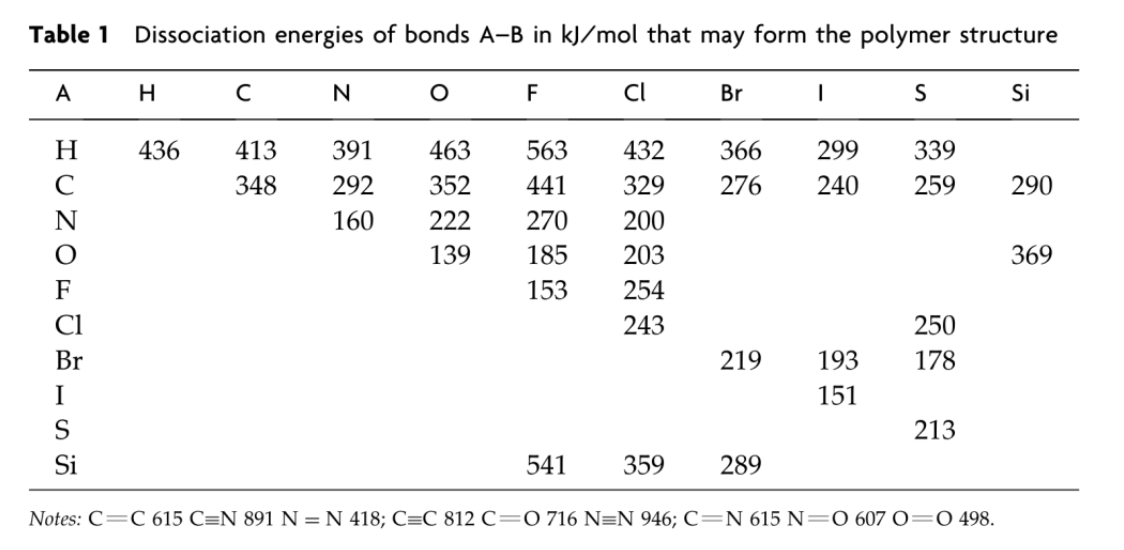 Table 1 Dissociation energies of bonds A–B in kJ/mol that may form the polymer structure
A H C N O F Cl Br I S Si
H 436 413 391 463 563 432 366 299 339
C 348 292 352 441 329 276 240 259 290
N 160 222 270 200
O 139 185 203 369
F 153 254
Cl 243 250
Br 219 193 178
I 151
S 213
Si 541 359 289
Notes: C=C 615 C≡N 891 N = N 418; C≡C 812 C=O 716 N≡N 946; C=N 615 N=O 607 O=O 498.